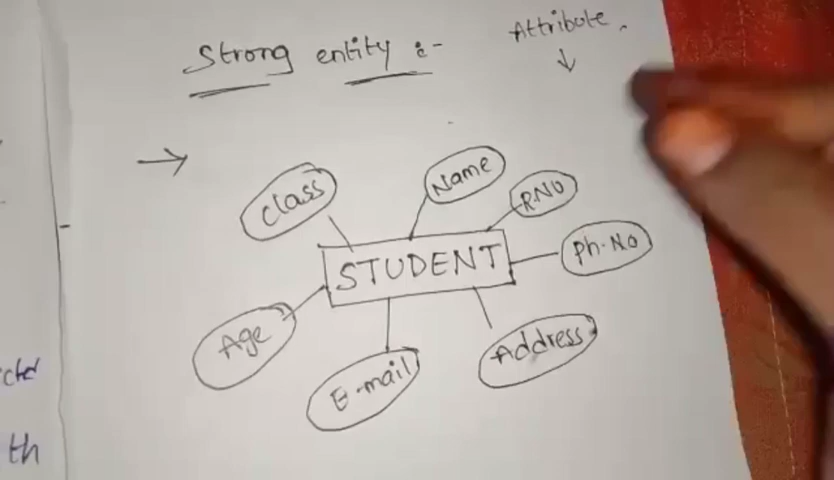 Strong entity :-
Attribute.
Class
Name
R.No
Ph.No
STUDENT
Age
E-mail
Address
th